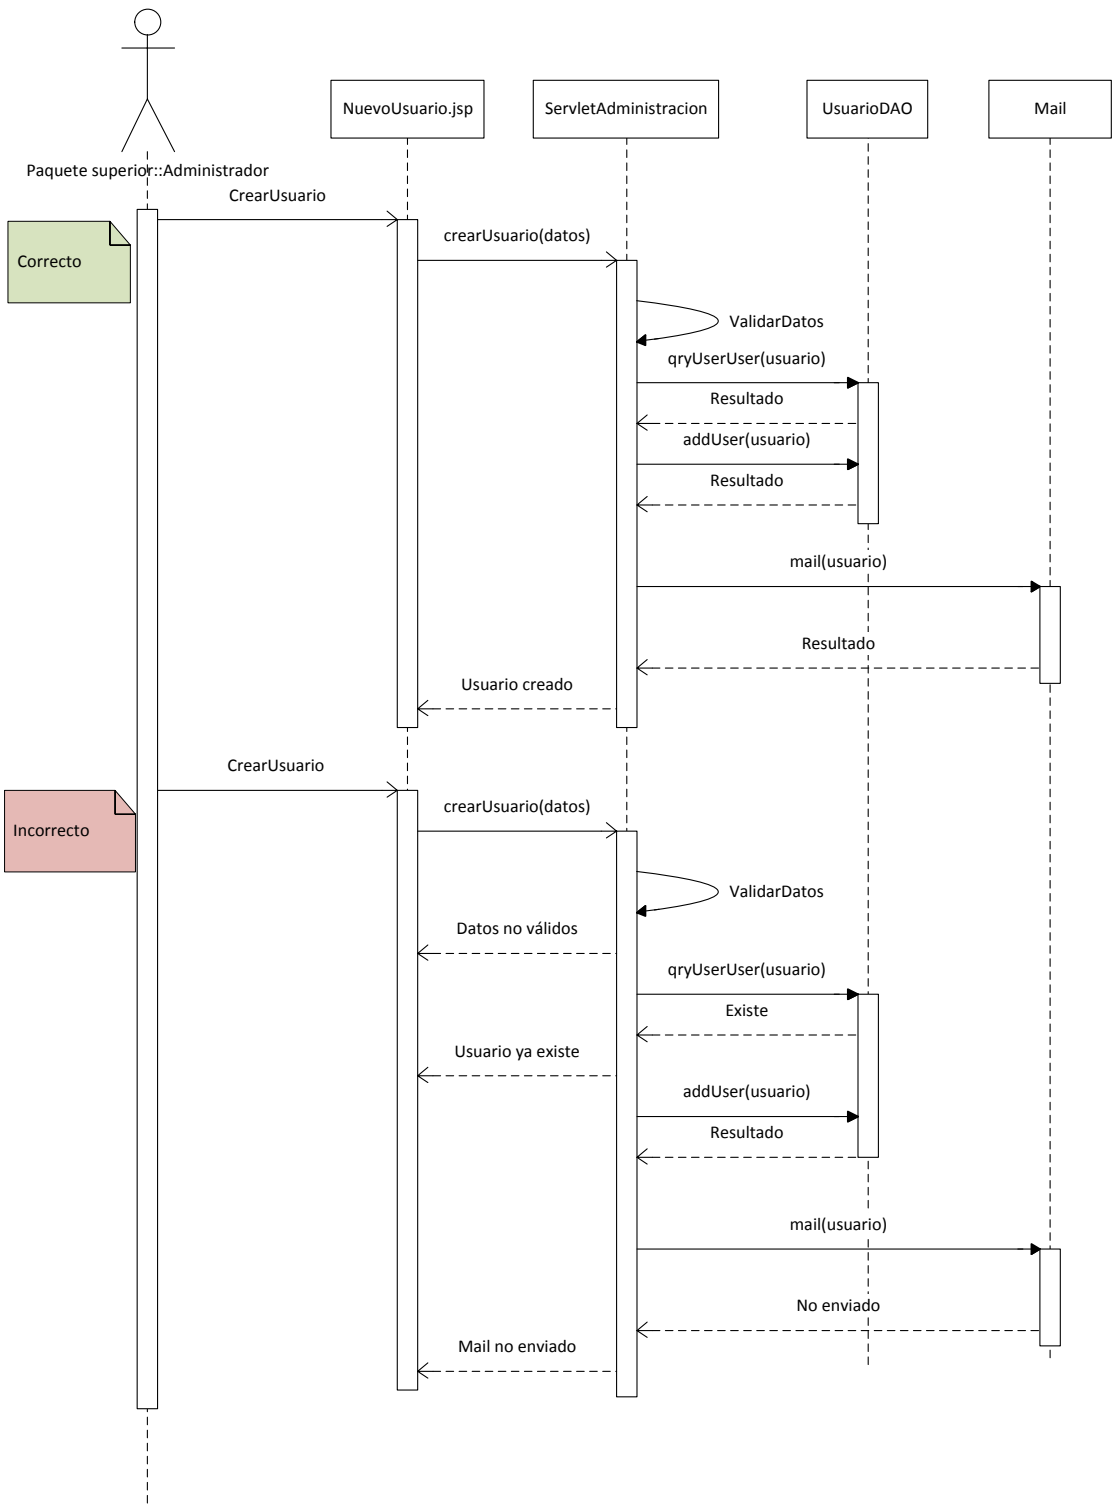 NuevoUsuario.jsp
ServletAdministracion
UsuarioDAO
Mail
Paquete superior::Administrador
CrearUsuario
crearUsuario(datos)
Correcto
ValidarDatos
qryUserUser(usuario)
Resultado
addUser(usuario)
Resultado
mail(usuario)
Resultado
Usuario creado
CrearUsuario
crearUsuario(datos)
Incorrecto
ValidarDatos
Datos no válidos
qryUserUser(usuario)
Existe
Usuario ya existe
addUser(usuario)
Resultado
mail(usuario)
No enviado
Mail no enviado